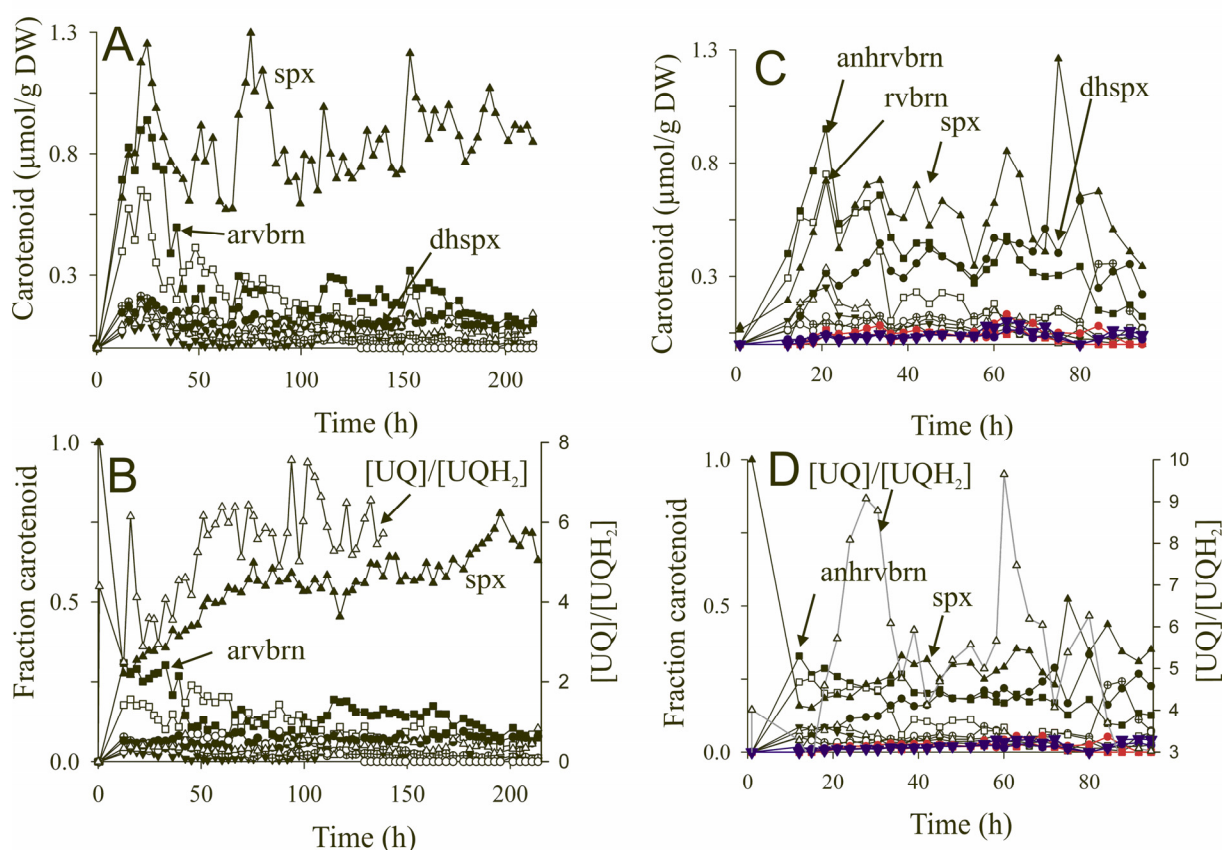 A
Carotenoid (μmol/g DW)
1.3
0.8
0.3
spx
arvbrn
dhspx
0
50
100
150
200
Time (h)
C
Carotenoid (μmol/g DW)
1.3
0.8
0.3
anhrvbrn
rvbrn
spx
dhspx
0
20
40
60
80
Time (h)
B
Fraction carotenoid
1.0
0.5
0.0
[UQ]/[UQH₂]
spx
arvbrn
8
6
4
2
0
[UQ]/[UQH₂]
0
50
100
150
200
Time (h)
D
Fraction carotenoid
1.0
0.5
0.0
[UQ]/[UQH₂]
anhrvbrn
spx
10
9
8
7
6
5
4
3
[UQ]/[UQH₂]
0
20
40
60
80
Time (h)